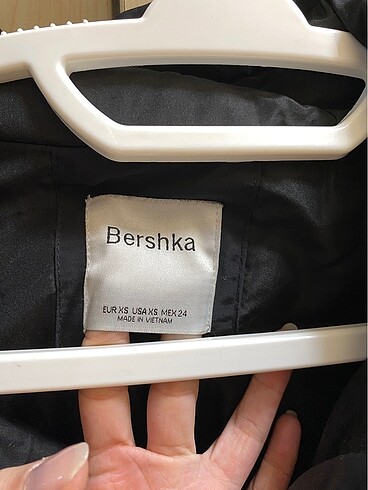 Bershka
EUR XS USA XS MEX 24
MADE IN VIETNAM